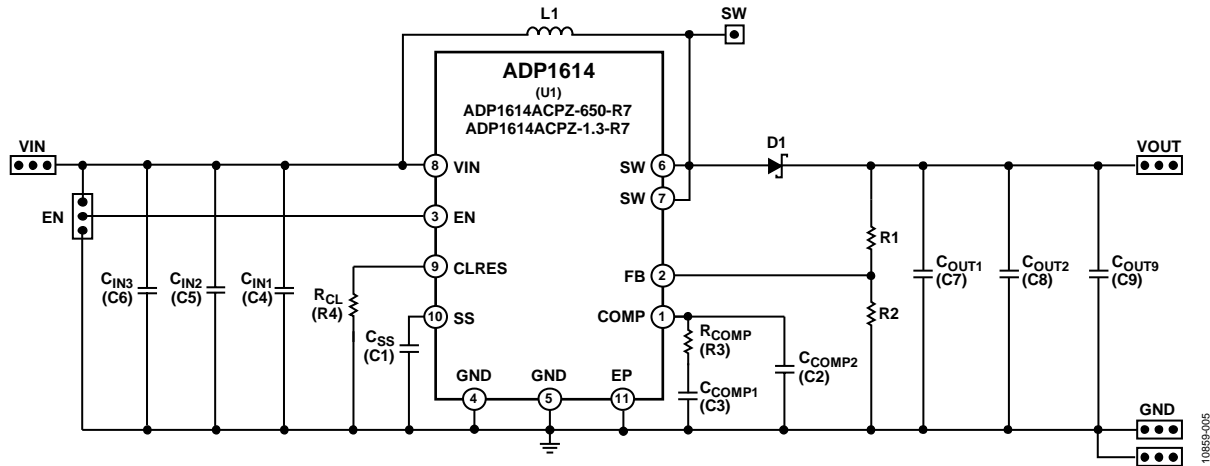 L1
SW
ADP1614
(U1)
ADP1614ACPZ-650-R7
ADP1614ACPZ-1.3-R7
VIN
8
VIN
SW
6
D1
VOUT
SW
7
EN
3
EN
R1
CIN3
(C6)
CIN2
(C5)
CIN1
(C4)
RCL
(R4)
9
CLRES
FB
2
COUT1
(C7)
COUT2
(C8)
COUT9
(C9)
R2
CSS
(C1)
10
SS
COMP
1
RCOMP
(R3)
CCOMP2
(C2)
CCOMP1
(C3)
GND
GND
EP
4
5
11
GND
10859-005